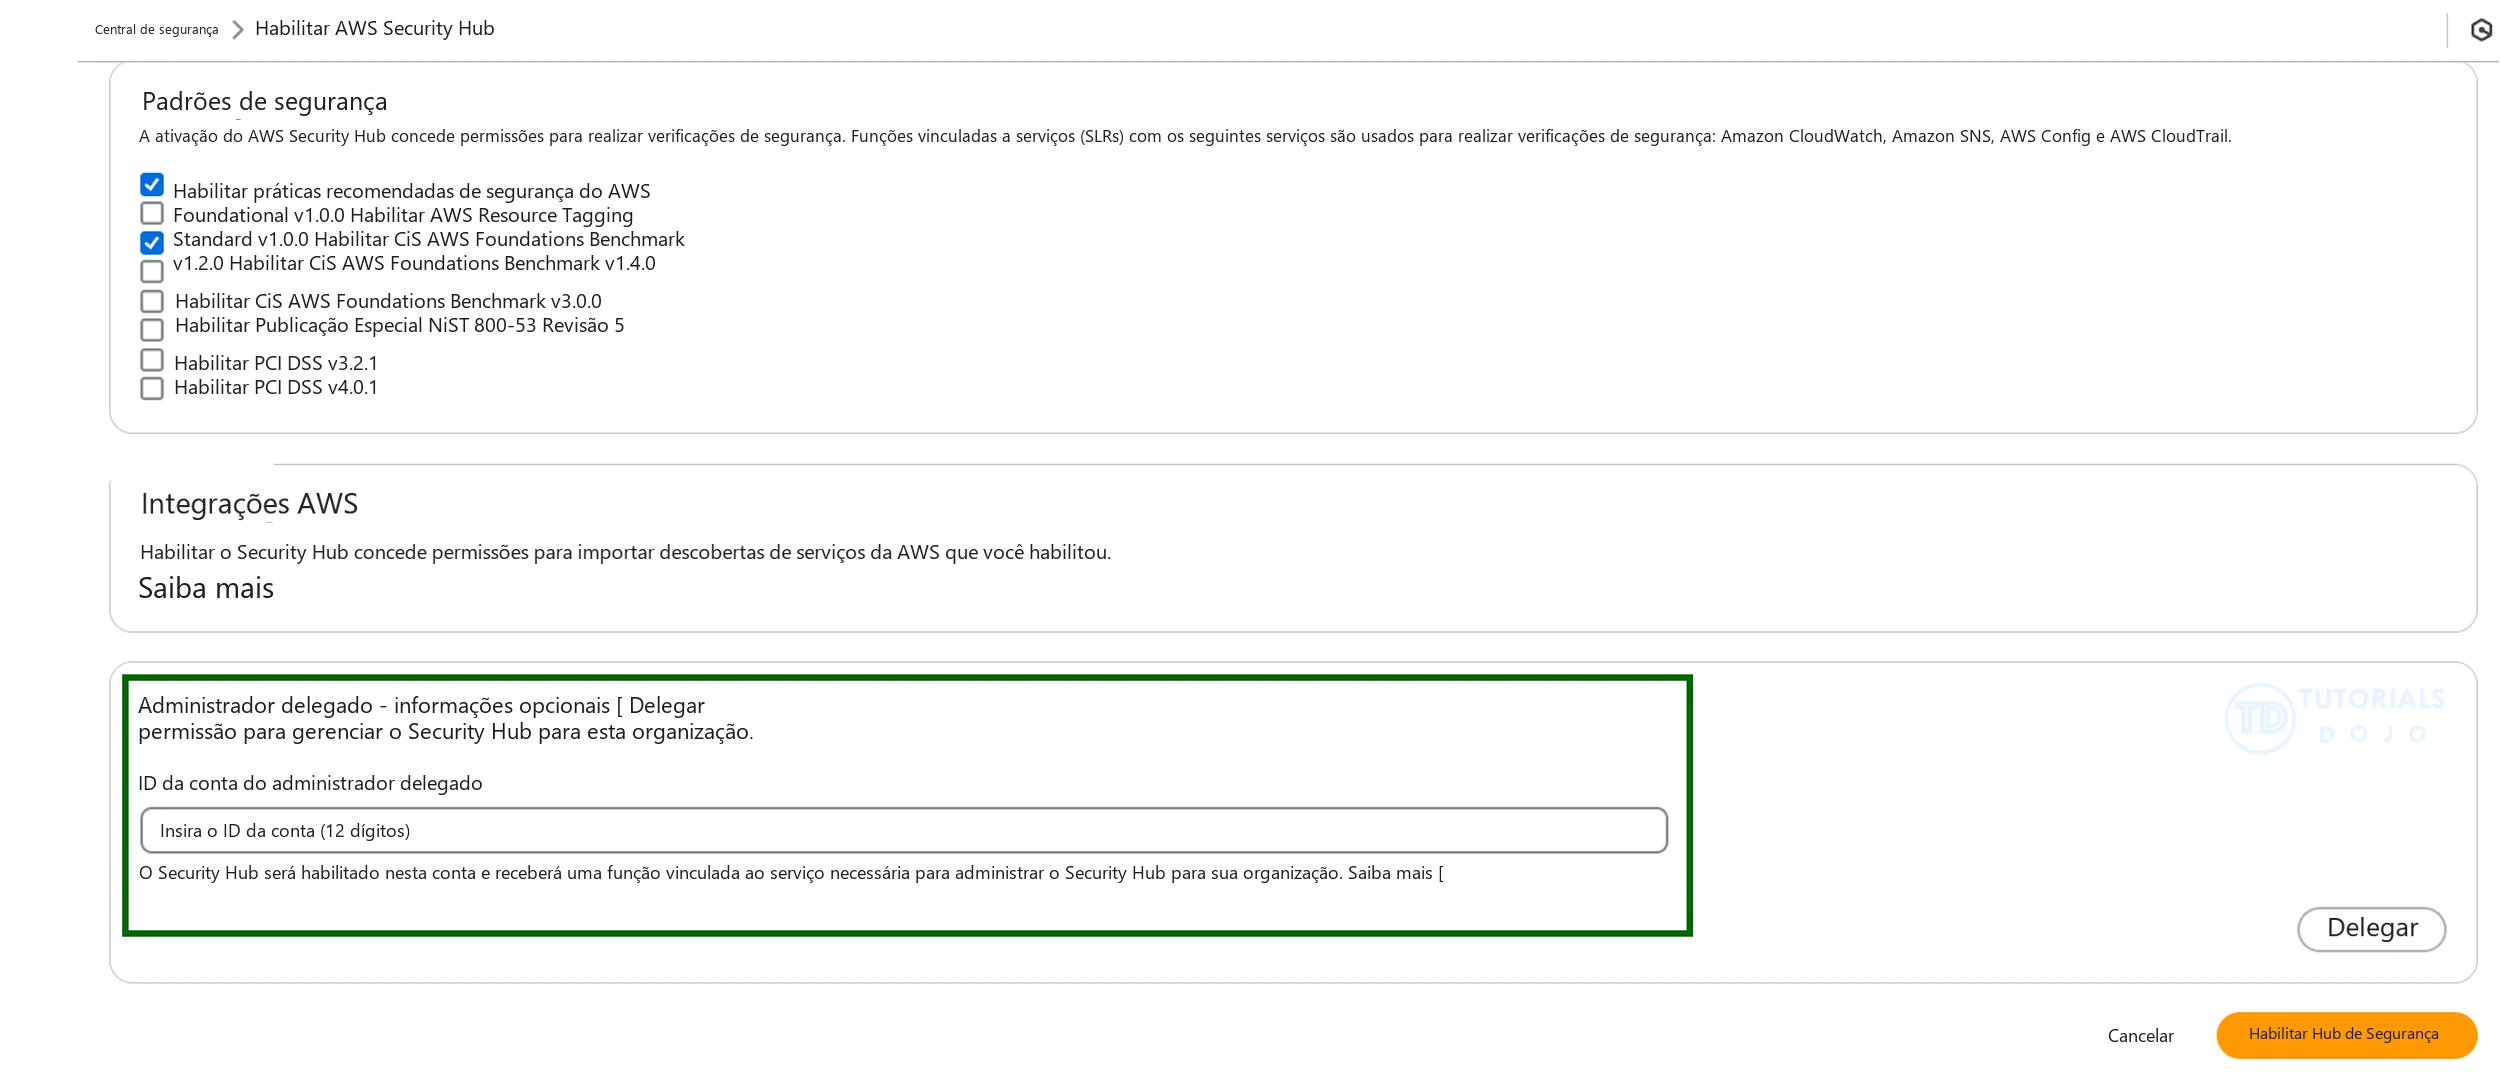 Central de segurança
Habilitar AWS Security Hub
Padrões de segurança
A ativação do AWS Security Hub concede permissões para realizar verificações de segurança. Funções vinculadas a serviços (SLRs) com os seguintes serviços são usados para realizar verificações de segurança: Amazon CloudWatch, Amazon SNS, AWS Config e AWS CloudTrail.
Habilitar práticas recomendadas de segurança do AWS
Foundational v1.0.0 Habilitar AWS Resource Tagging
Standard v1.0.0 Habilitar CiS AWS Foundations Benchmark
v1.2.0 Habilitar CiS AWS Foundations Benchmark v1.4.0
Habilitar CiS AWS Foundations Benchmark v3.0.0
Habilitar Publicação Especial NiST 800-53 Revisão 5
Habilitar PCI DSS v3.2.1
Habilitar PCI DSS v4.0.1
Integrações AWS
Habilitar o Security Hub concede permissões para importar descobertas de serviços da AWS que você habilitou.
Saiba mais
Administrador delegado - informações opcionais [ Delegar
permissão para gerenciar o Security Hub para esta organização.
TD TUTORIALS
DOJO
ID da conta do administrador delegado
Insira o ID da conta (12 dígitos)
O Security Hub será habilitado nesta conta e receberá uma função vinculada ao serviço necessária para administrar o Security Hub para sua organização. Saiba mais [
Delegar
Cancelar
Habilitar Hub de Segurança